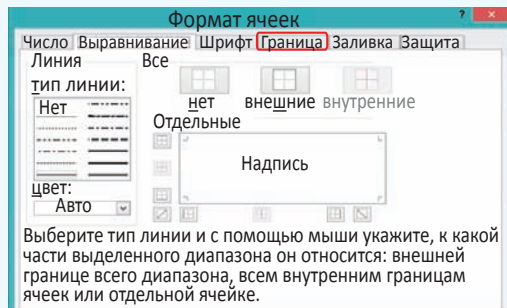 Формат ячеек
?
×
Число Выравнивание Шрифт Граница Заливка Защита
Линия
Все
тип линии:
Нет
нет внешние внутренние
Отдельные
Надпись
цвет:
Авто
Выберите тип линии и с помощью мыши укажите, к какой
части выделенного диапазона он относится: внешней
границе всего диапазона, всем внутренним границам
ячеек или отдельной ячейке.